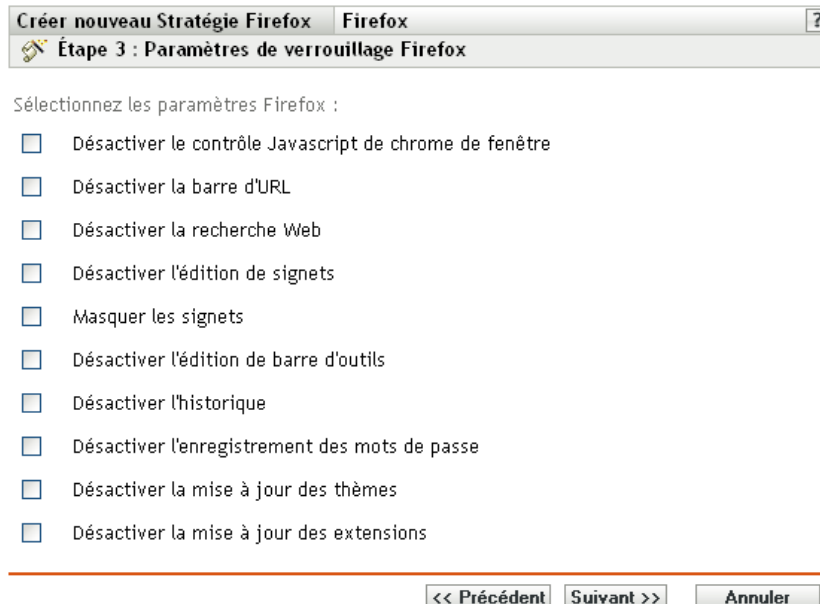 Créer nouveau Stratégie Firefox Firefox ?
Étape 3 : Paramètres de verrouillage Firefox
Sélectionnez les paramètres Firefox :
Désactiver le contrôle Javascript de chrome de fenêtre
Désactiver la barre d'URL
Désactiver la recherche Web
Désactiver l'édition de signets
Masquer les signets
Désactiver l'édition de barre d'outils
Désactiver l'historique
Désactiver l'enregistrement des mots de passe
Désactiver la mise à jour des thèmes
Désactiver la mise à jour des extensions
<< Précédent Suivant >> Annuler